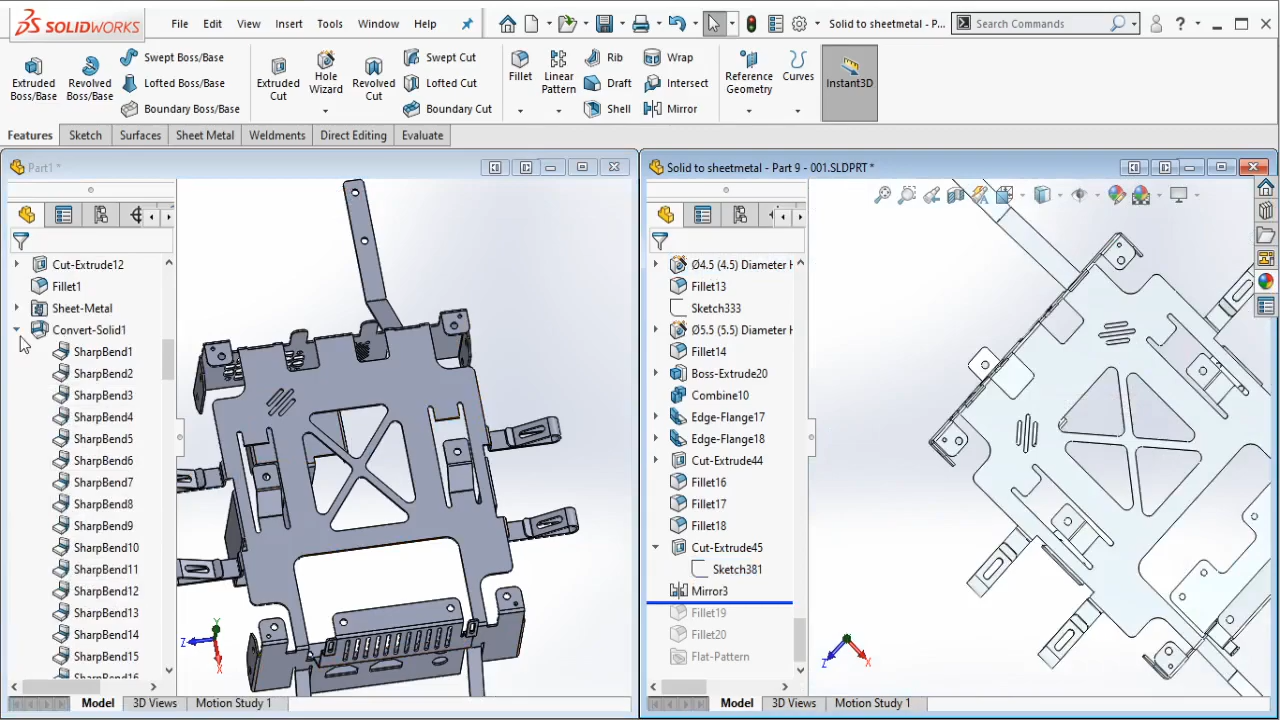 SOLIDWORKS
File Edit View Insert Tools Window Help
Solid to sheetmetal - P...
Search Commands
Extruded Boss/Base
Revolved Boss/Base
Swept Boss/Base
Lofted Boss/Base
Boundary Boss/Base
Extruded Cut
Hole Wizard
Revolved Cut
Swept Cut
Lofted Cut
Boundary Cut
Fillet
Linear Pattern
Rib
Draft
Shell
Wrap
Intersect
Mirror
Reference Geometry
Curves
Instant3D
Features Sketch Surfaces Sheet Metal Weldments Direct Editing Evaluate
Part1 *
Cut-Extrude12
Fillet1
Sheet-Metal
Convert-Solid1
SharpBend1
SharpBend2
SharpBend3
SharpBend4
SharpBend5
SharpBend6
SharpBend7
SharpBend8
SharpBend9
SharpBend10
SharpBend11
SharpBend12
SharpBend13
SharpBend14
SharpBend15
SharpBend16
Y
Z
X
Model 3D Views Motion Study 1
Solid to sheetmetal - Part 9 - 001.SLDPRT *
Ø4.5 (4.5) Diameter H
Fillet13
Sketch333
Ø5.5 (5.5) Diameter H
Fillet14
Boss-Extrude20
Combine10
Edge-Flange17
Edge-Flange18
Cut-Extrude44
Fillet16
Fillet17
Fillet18
Cut-Extrude45
Sketch381
Mirror3
Fillet19
Fillet20
Flat-Pattern
Z
X
Model 3D Views Motion Study 1